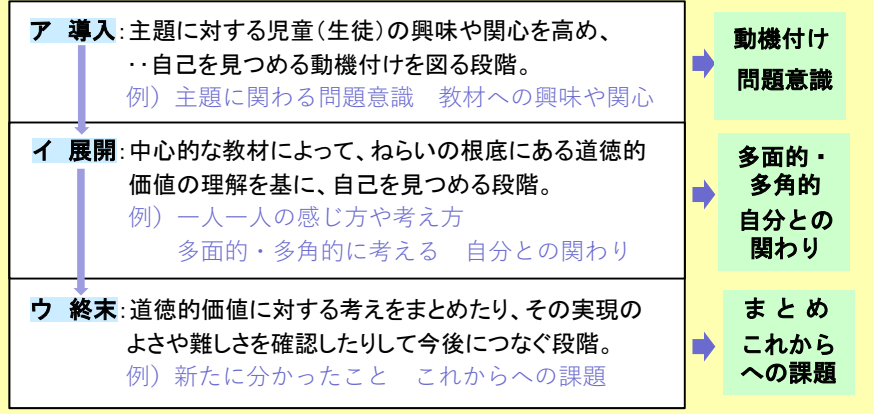 ア 導入:主題に対する児童(生徒)の興味や関心を高め、
‥自己を見つめる動機付けを図る段階。
例)主題に関わる問題意識 教材への興味や関心
動機付け
問題意識
イ 展開:中心的な教材によって、ねらいの根底にある道徳的
価値の理解を基に、自己を見つめる段階。
例)一人一人の感じ方や考え方
多面的・多角的に考える 自分との関わり
多面的・
多角的
自分との
関わり
ウ 終末:道徳的価値に対する考えをまとめたり、その実現の
よさや難しさを確認したりして今後につなぐ段階。
例)新たに分かったこと これからへの課題
まとめ
これから
への課題